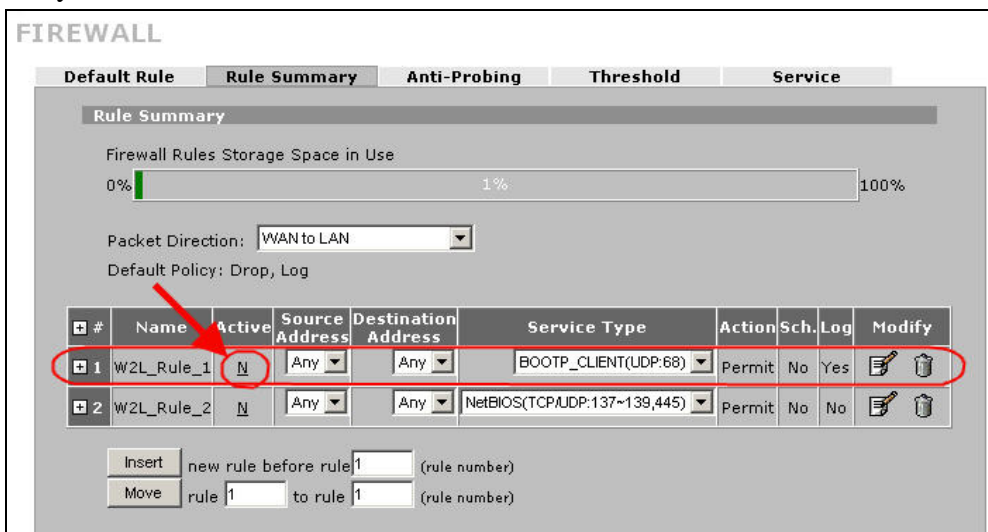 FIREWALL
Default Rule Rule Summary Anti-Probing Threshold Service
Rule Summary
Firewall Rules Storage Space in Use
0% 1% 100%
Packet Direction: WAN to LAN
Default Policy: Drop, Log
# Name Active Source Address Destination Address Service Type Action Sch. Log Modify
1 W2L_Rule_1 N Any Any BOOTP_CLIENT(UDP:68) Permit No Yes
2 W2L_Rule_2 N Any Any NetBIOS(TCP/UDP:137~139,445) Permit No No
Insert new rule before rule 1 (rule number)
Move rule 1 to rule 1 (rule number)